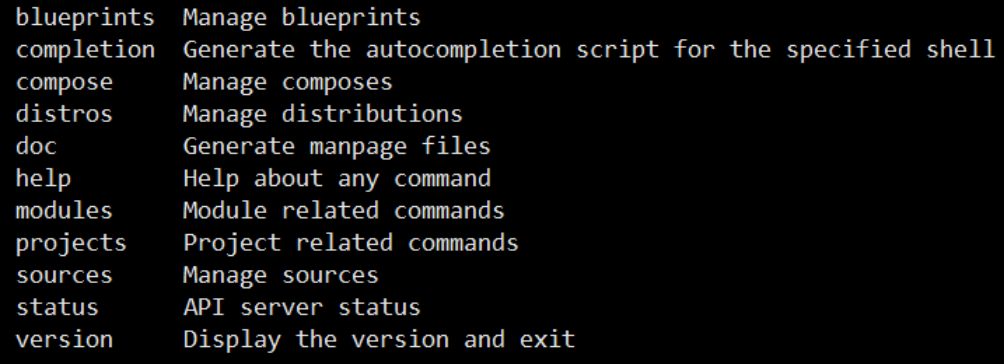 blueprints  Manage blueprints
completion  Generate the autocompletion script for the specified shell
compose     Manage composes
distros     Manage distributions
doc         Generate manpage files
help        Help about any command
modules     Module related commands
projects    Project related commands
sources     Manage sources
status      API server status
version     Display the version and exit